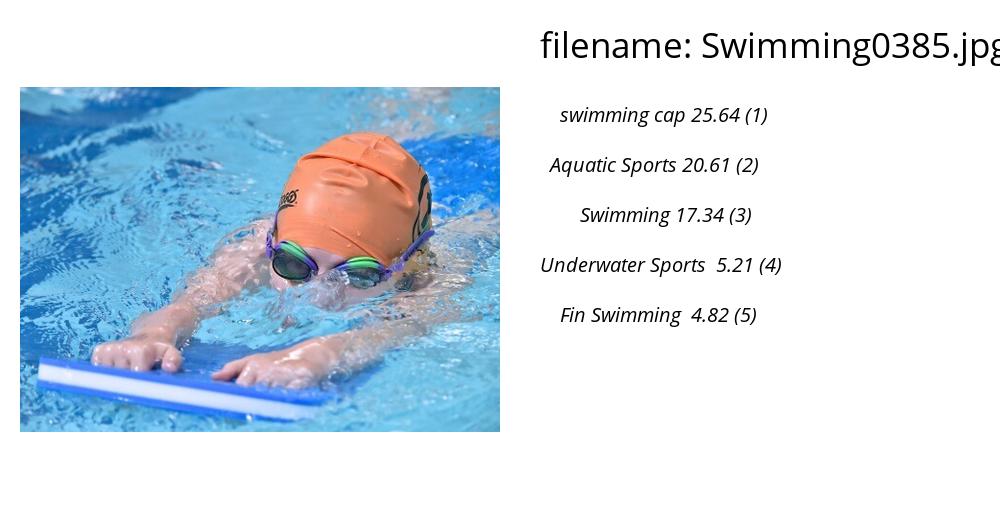 filename: Swimming0385.jpg
swimming cap 25.64 (1)
Aquatic Sports 20.61 (2)
Swimming 17.34 (3)
Underwater Sports 5.21 (4)
Fin Swimming 4.82 (5)